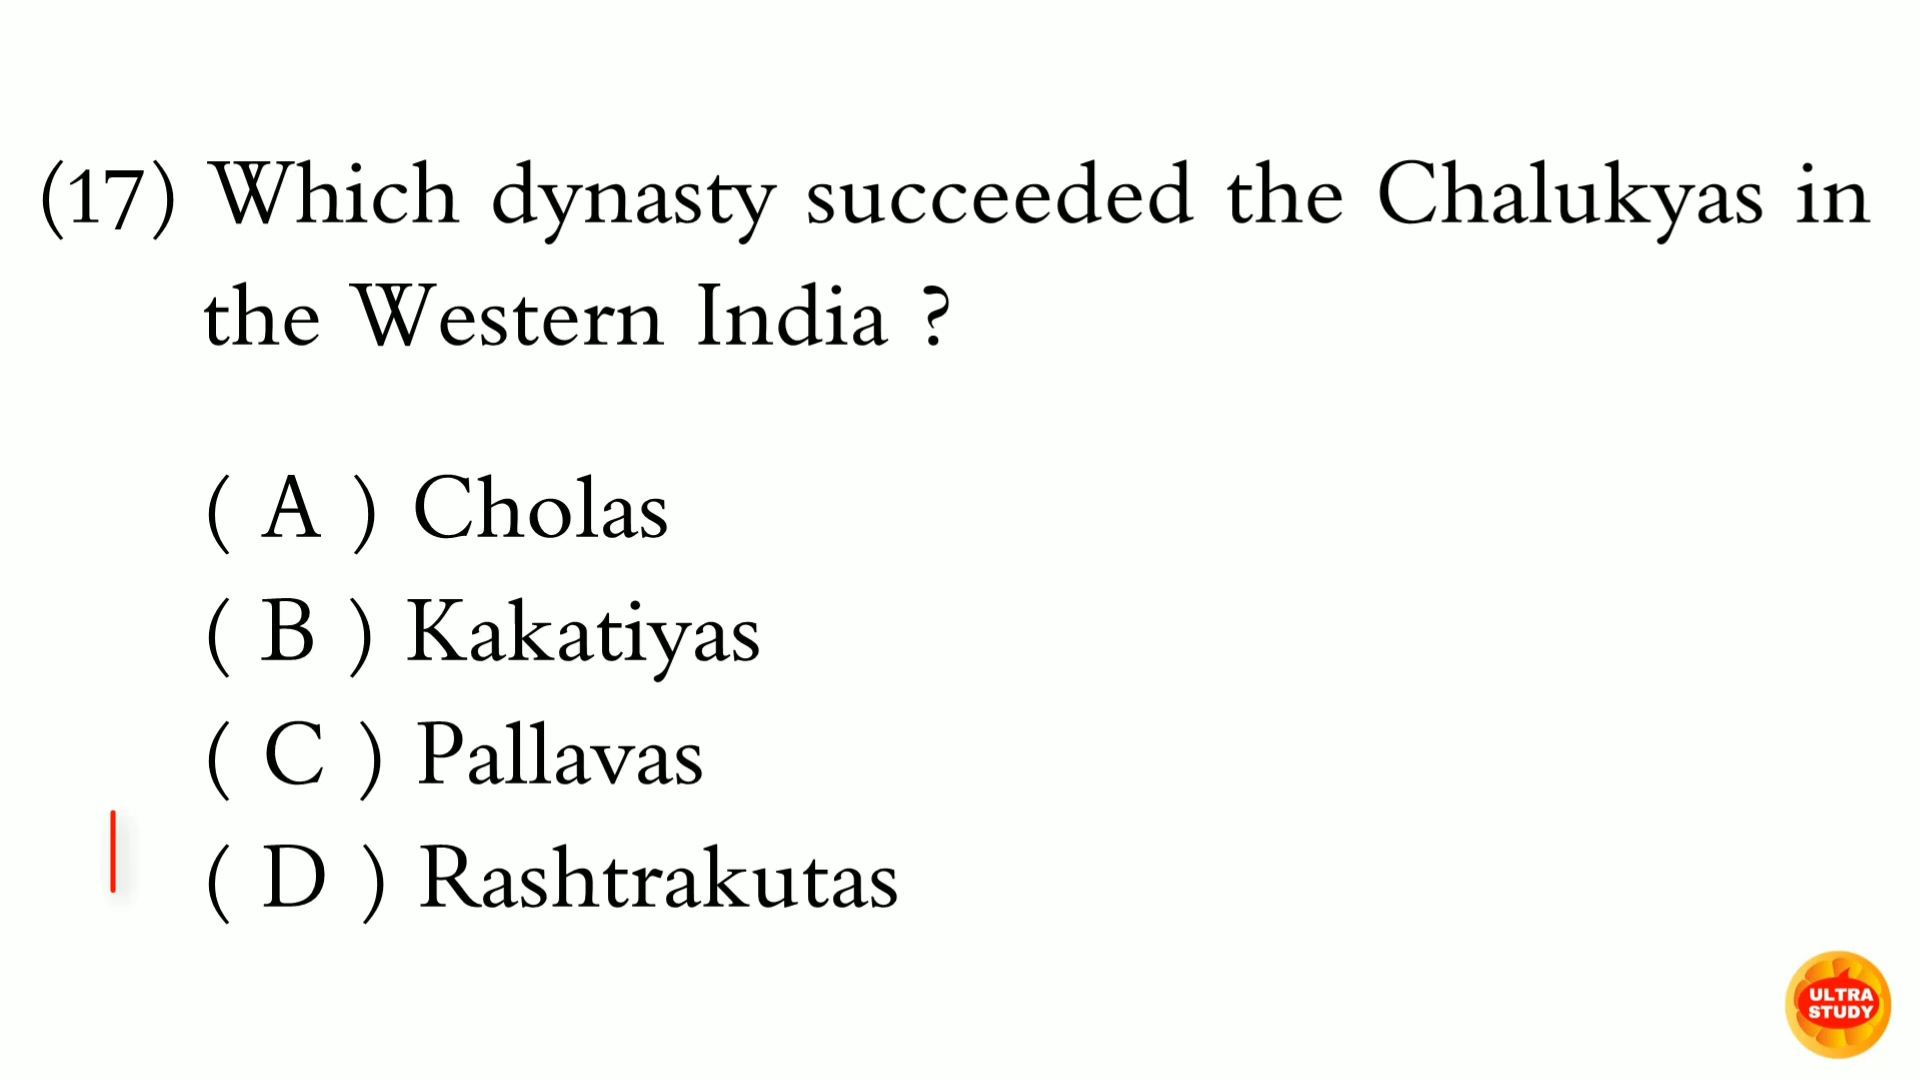 (17) Which dynasty succeeded the Chalukyas in
the Western India ?
( A ) Cholas
( B ) Kakatiyas
( C ) Pallavas
( D ) Rashtrakutas
ULTRA
STUDY